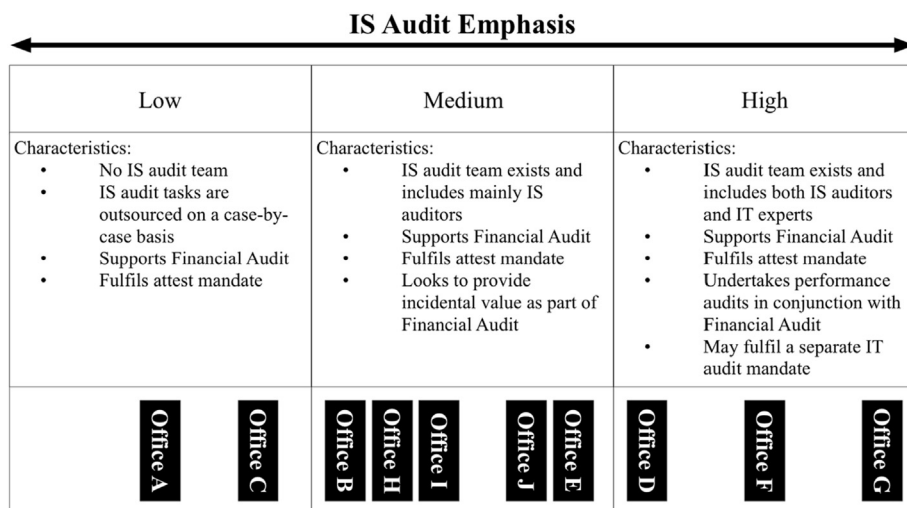 IS Audit Emphasis
Low
Medium
High
Characteristics:
• No IS audit team
• IS audit tasks are
outsourced on a case-by-
case basis
• Supports Financial Audit
• Fulfils attest mandate
Characteristics:
• IS audit team exists and
includes mainly IS
auditors
• Supports Financial Audit
• Fulfils attest mandate
• Looks to provide
incidental value as part of
Financial Audit
Characteristics:
• IS audit team exists and
includes both IS auditors
and IT experts
• Supports Financial Audit
• Fulfils attest mandate
• Undertakes performance
audits in conjunction with
Financial Audit
• May fulfil a separate IT
audit mandate
Office A
Office C
Office B
Office H
Office I
Office J
Office E
Office D
Office F
Office G